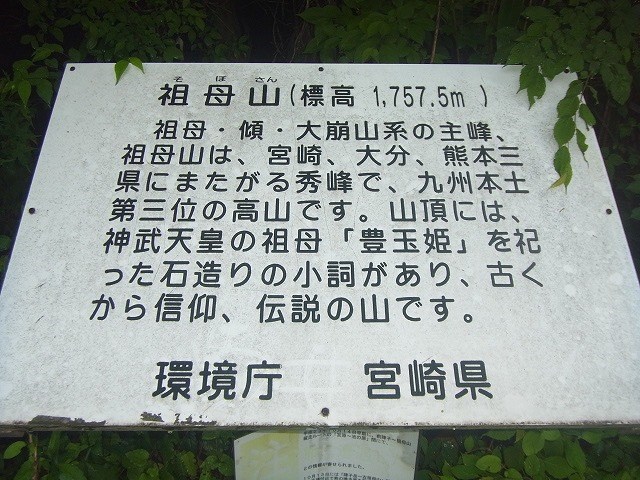 そぼさん
祖母山(標高 1,757.5m )
祖母・傾・大崩山系の主峰、
祖母山は、宮崎、大分、熊本三
県にまたがる秀峰で、九州本土
第三位の高山です。山頂には、
神武天皇の祖母「豊玉姫」を祀
った石造りの小詞があり、古く
から信仰、伝説の山です。
環境庁 宮崎県